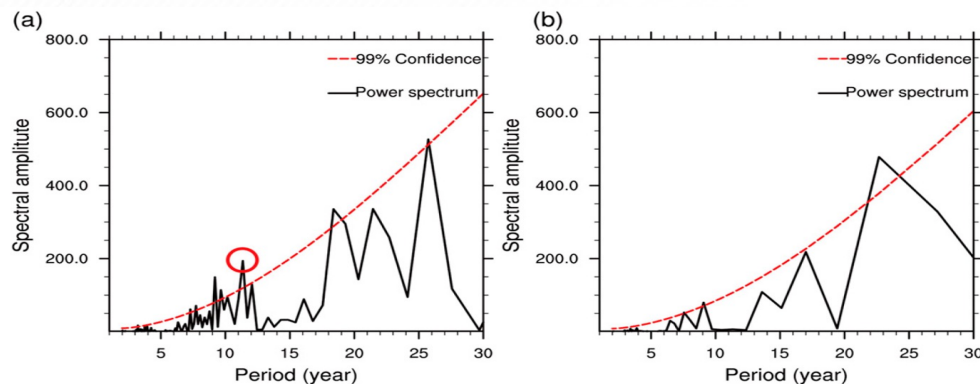 (a)
800.0
600.0
400.0
200.0
Spectral amplitude
99% Confidence
Power spectrum
5 10 15 20 25 30
Period (year)
(b)
800.0
600.0
400.0
200.0
Spectral amplitude
99% Confidence
Power spectrum
5 10 15 20 25 30
Period (year)